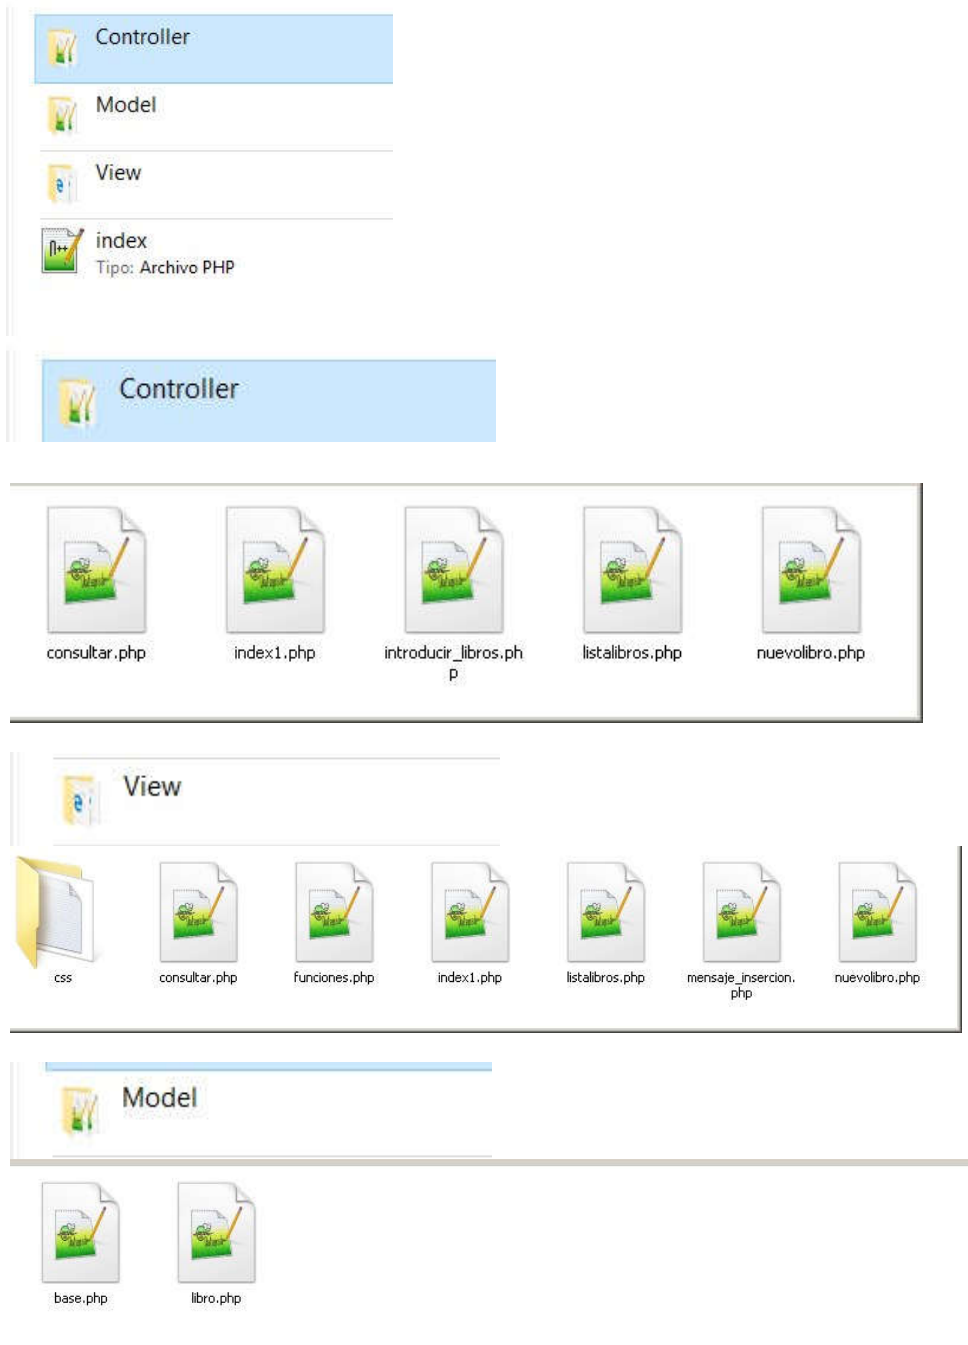 Controller
Model
View
index
Tipo: Archivo PHP
Controller
consultar.php
index1.php
introducir_libros.ph
p
listalibros.php
nuevolibro.php
View
css
consultar.php
funciones.php
index1.php
listalibros.php
mensaje_insercion.
php
nuevolibro.php
Model
base.php
libro.php